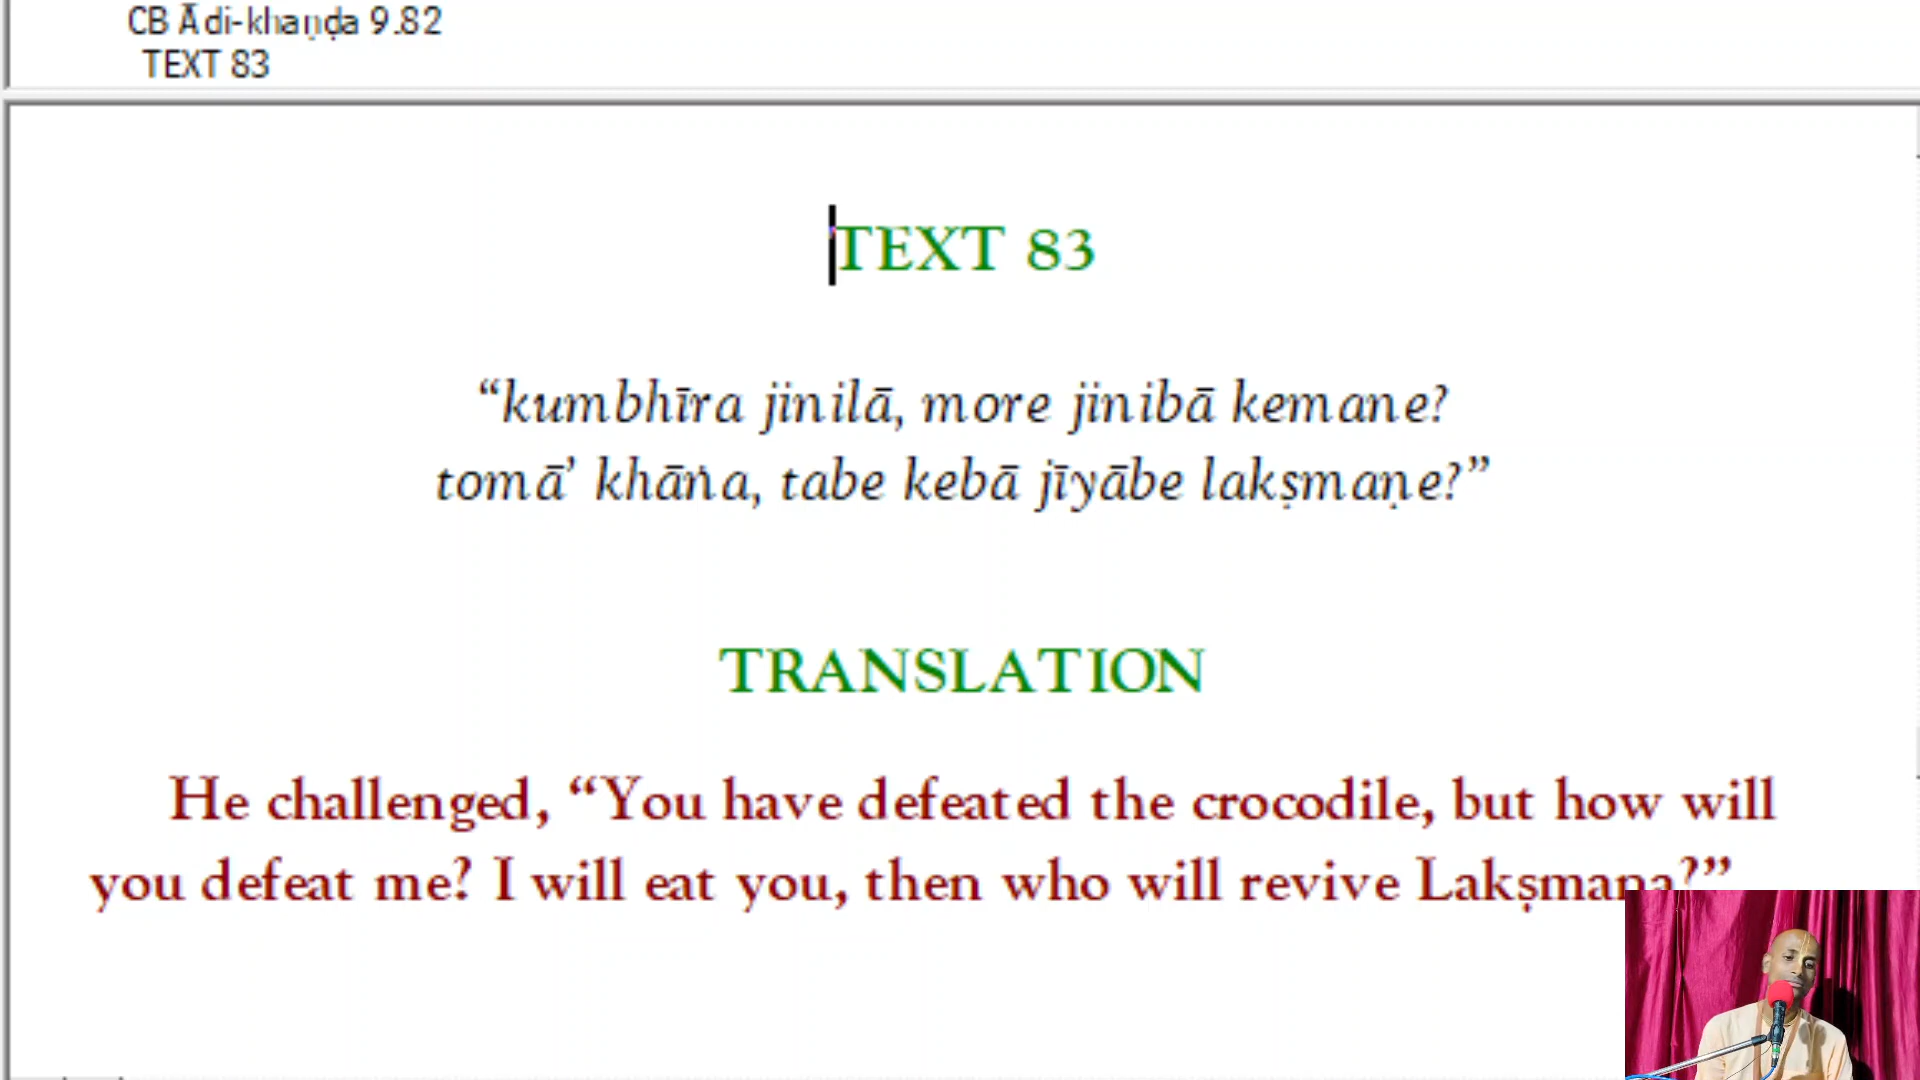 CB Ādi-khaṇḍa 9.82
TEXT 83
TEXT 83
“kumbhīra jinilā, more jinibā kemane?
tomā’ khāṅa, tabe kebā jīyābe lakṣmaṇe?”
TRANSLATION
He challenged, “You have defeated the crocodile, but how will
you defeat me? I will eat you, then who will revive Lakṣmaṇa?”